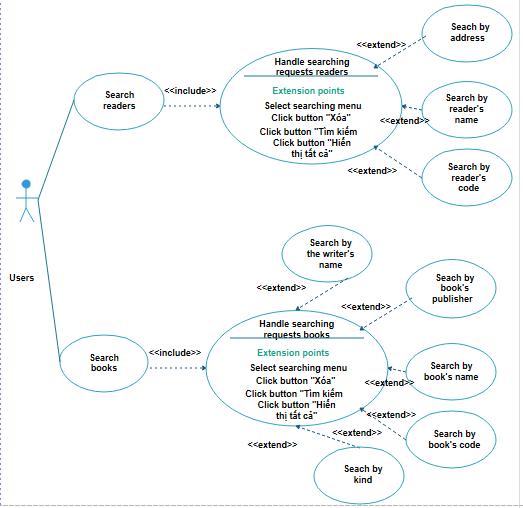 Seach by
address
<<extend>>
Handle searching
requests readers
Extension points
Select searching menu
Click button "Xóa"
Click button "Tìm kiếm
Click button "Hiển
thị tất cả"
Search
readers
<<include>>
Search by
reader's
name
<<extend>>
Search by
reader's
code
<<extend>>
Users
Search by
the writer's
name
<<extend>>
Seach by
book's
publisher
<<extend>>
Handle searching
requests books
Extension points
Select searching menu
Click button "Xóa"
Click button "Tìm kiếm
Click button "Hiển
thị tất cả"
Search
books
<<include>>
Search by
book's name
<<extend>>
Search by
book's code
<<extend>>
<<extend>>
<<extend>>
Seach by
kind